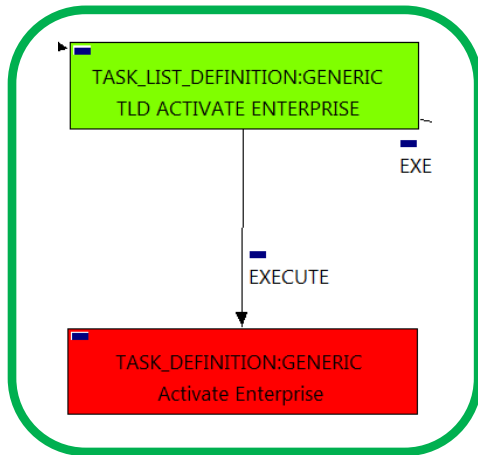 TASK_LIST_DEFINITION:GENERIC
TLD ACTIVATE ENTERPRISE
EXE
EXECUTE
TASK_DEFINITION:GENERIC
Activate Enterprise